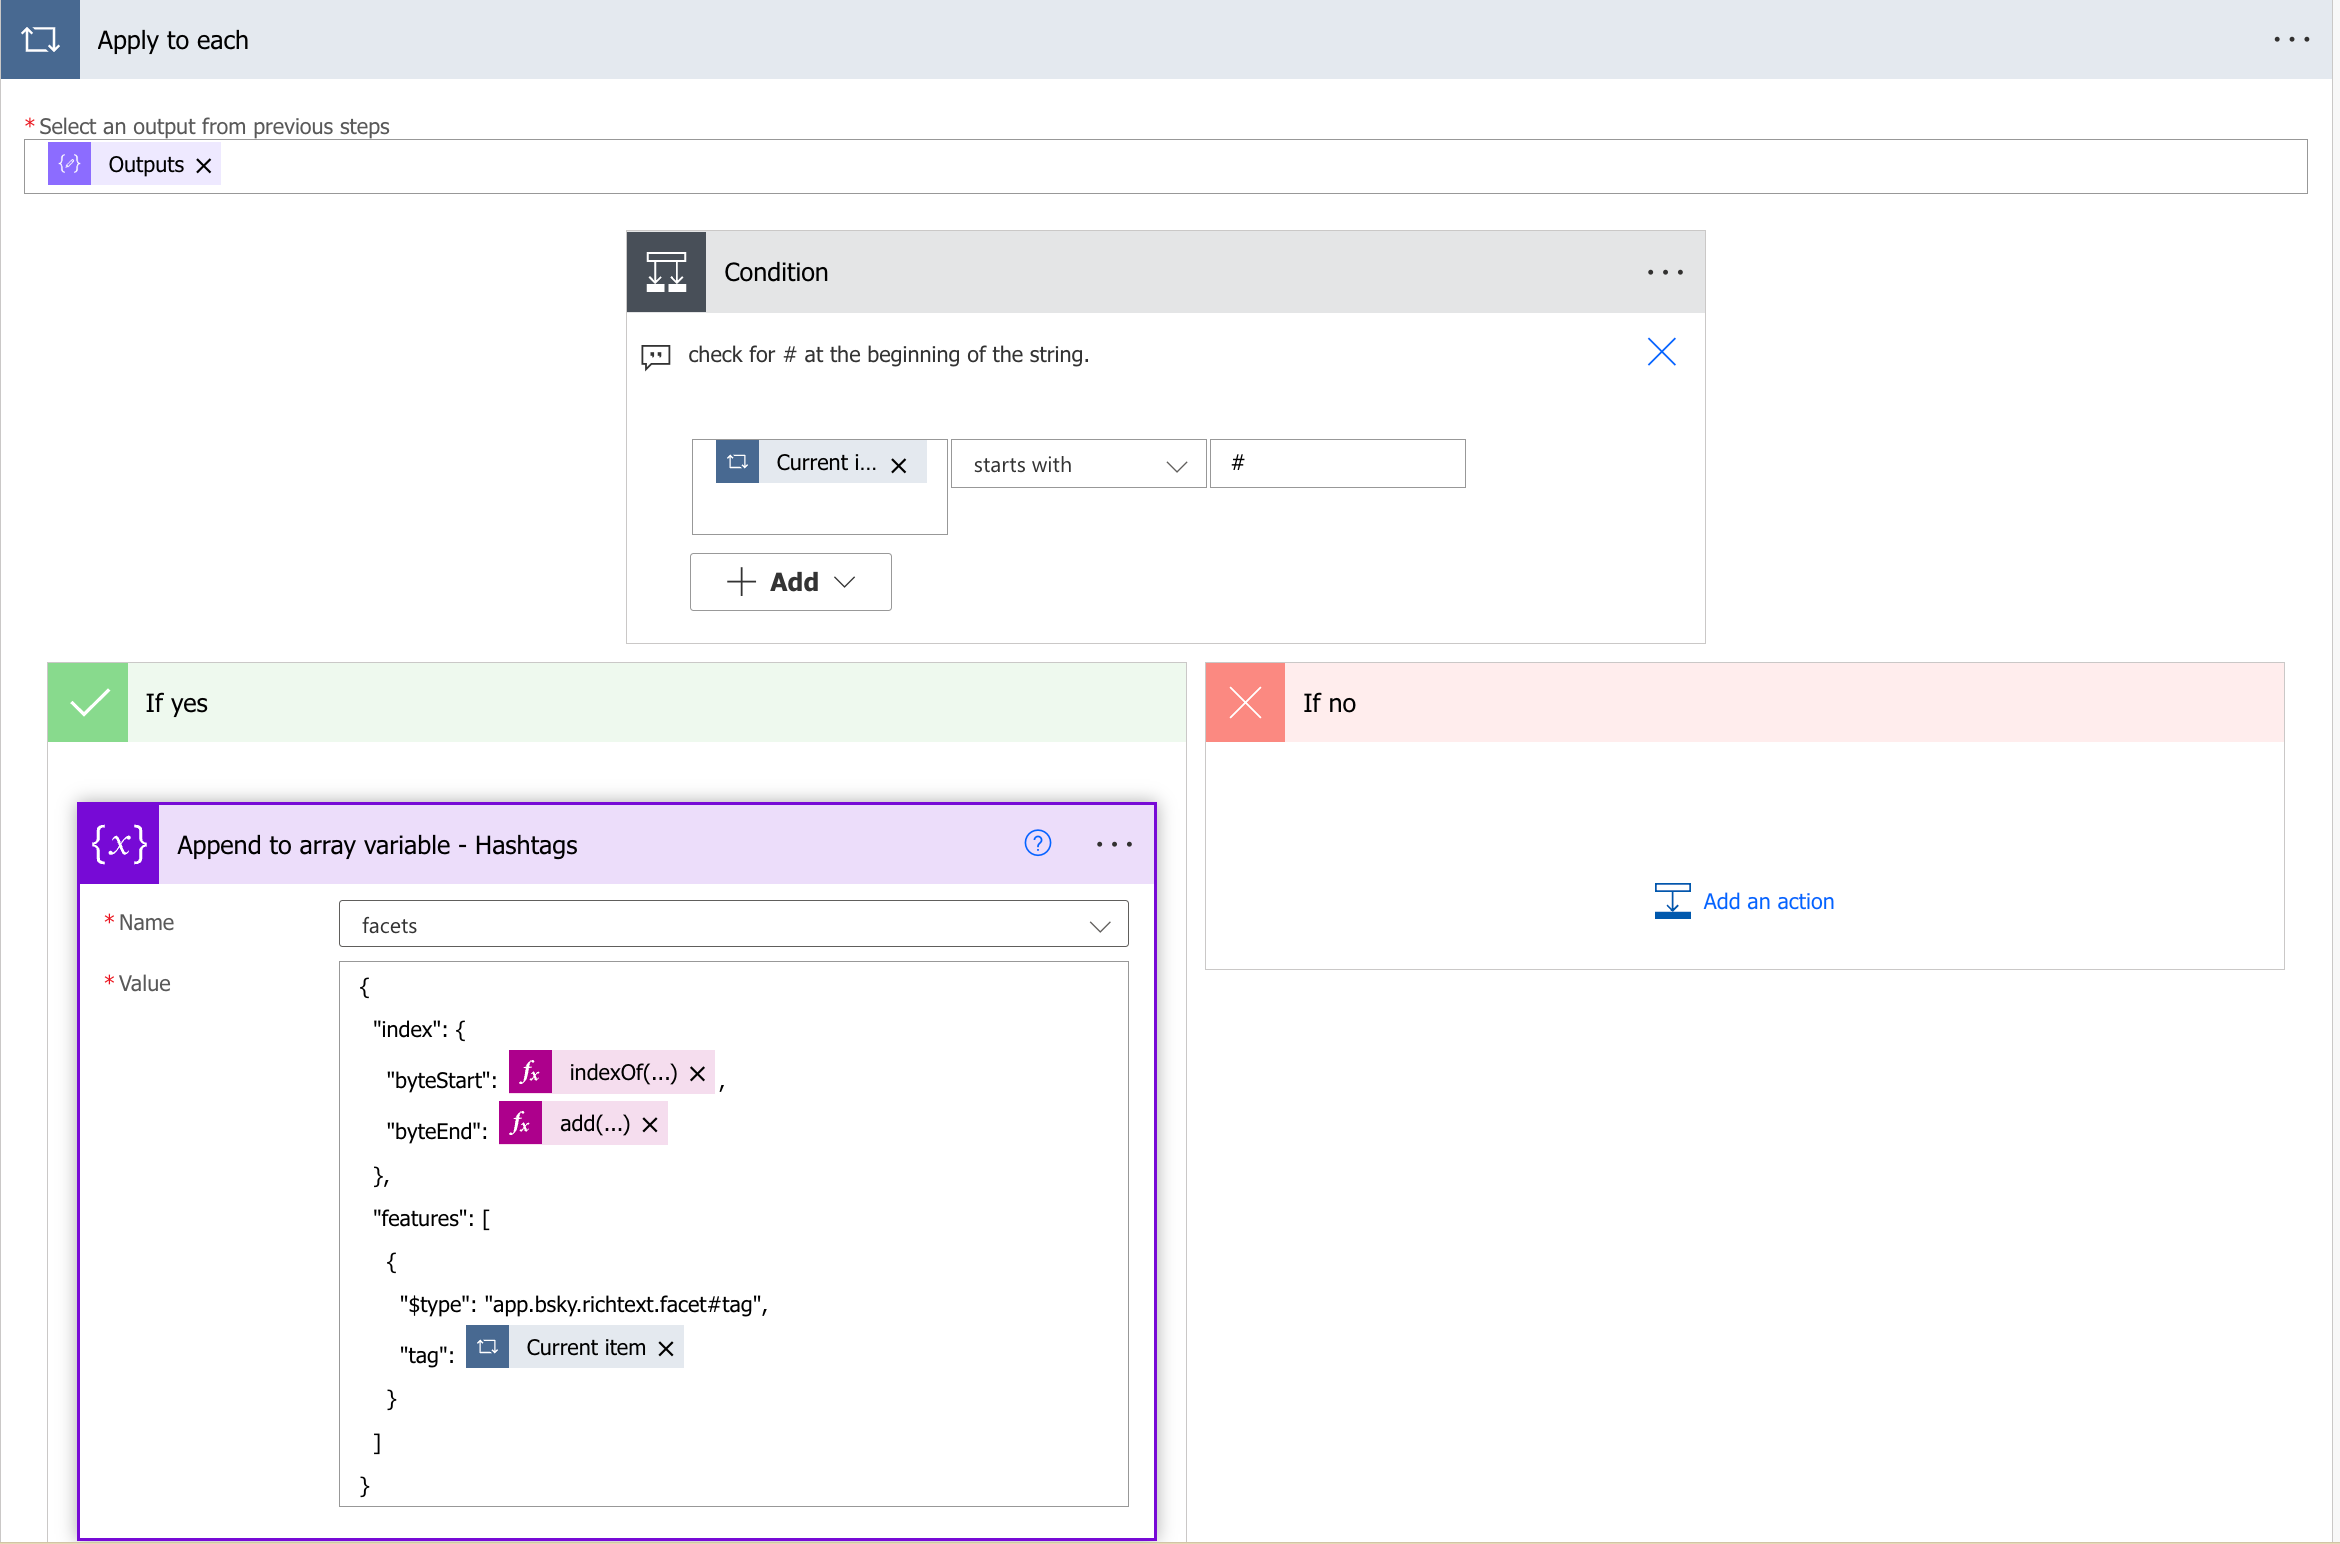 Apply to each
* Select an output from previous steps
Outputs
Condition
check for # at the beginning of the string.
Current i... starts with #
Add
If yes
If no
{x} Append to array variable - Hashtags ?
Add an action
* Name facets
* Value
{
"index": {
"byteStart": fx indexOf(...) ,
"byteEnd": fx add(...)
},
"features": [
{
"$type": "app.bsky.richtext.facet#tag",
"tag": Current item
}
]
}